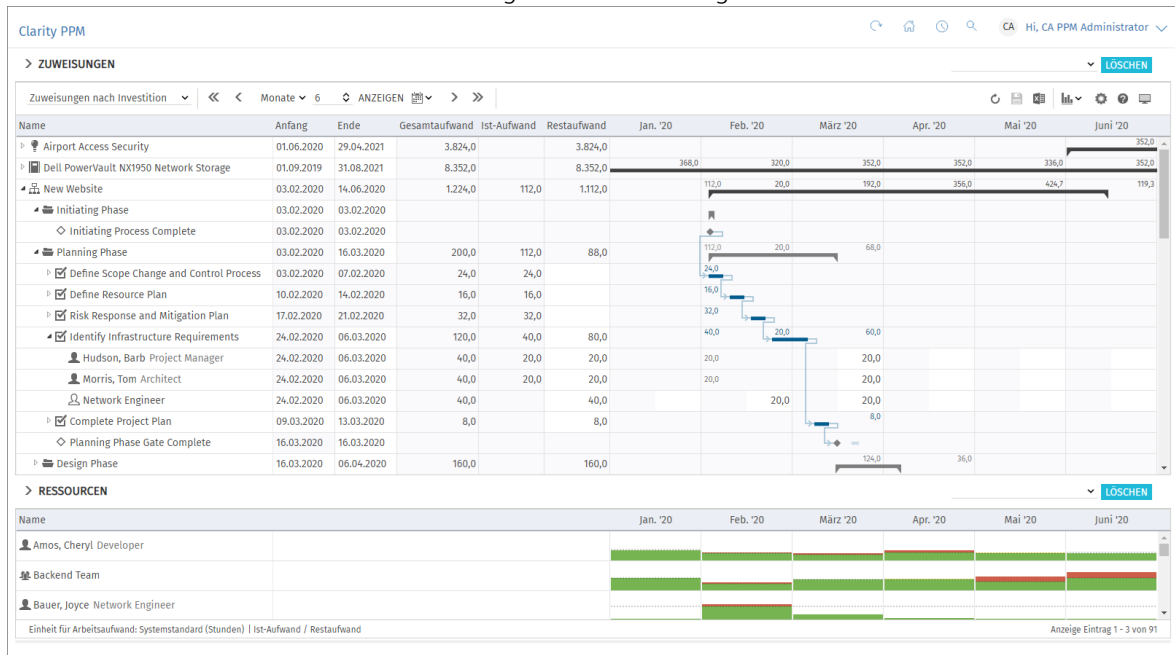 Clarity PPM
CA Hi, CA PPM Administrator
ZUWEISUNGEN LÖSCHEN
Zuweisungen nach Investition Monate 6 ANZEIGEN
Name Anfang Ende Gesamtaufwand Ist-Aufwand Restaufwand Jan. '20 Feb. '20 März '20 Apr. '20 Mai '20 Juni '20
Airport Access Security 01.06.2020 29.04.2021 3.824,0 3.824,0 352,0
Dell PowerVault NX1950 Network Storage 01.09.2019 31.08.2021 8.352,0 8.352,0 368,0 320,0 352,0 352,0 336,0 352,0
New Website 03.02.2020 14.06.2020 1.224,0 112,0 1.112,0 112,0 20,0 192,0 356,0 424,7 119,3
Initiating Phase 03.02.2020 03.02.2020
Initiating Process Complete 03.02.2020 03.02.2020
Planning Phase 03.02.2020 16.03.2020 200,0 112,0 88,0 112,0 20,0 68,0
Define Scope Change and Control Process 03.02.2020 07.02.2020 24,0 24,0 24,0
Define Resource Plan 10.02.2020 14.02.2020 16,0 16,0 16,0
Risk Response and Mitigation Plan 17.02.2020 21.02.2020 32,0 32,0 32,0
Identify Infrastructure Requirements 24.02.2020 06.03.2020 120,0 40,0 80,0 40,0 20,0 60,0
Hudson, Barb Project Manager 24.02.2020 06.03.2020 40,0 20,0 20,0 20,0 20,0
Morris, Tom Architect 24.02.2020 06.03.2020 40,0 20,0 20,0 20,0 20,0
Network Engineer 24.02.2020 06.03.2020 40,0 40,0 20,0 20,0
Complete Project Plan 09.03.2020 13.03.2020 8,0 8,0 8,0
Planning Phase Gate Complete 16.03.2020 16.03.2020
Design Phase 16.03.2020 06.04.2020 160,0 160,0 124,0 36,0
RESSOURCEN LÖSCHEN
Name Jan. '20 Feb. '20 März '20 Apr. '20 Mai '20 Juni '20
Amos, Cheryl Developer
Backend Team
Bauer, Joyce Network Engineer
Einheit für Arbeitsaufwand: Systemstandard (Stunden) | Ist-Aufwand / Restaufwand Anzeige Eintrag 1 - 3 von 91